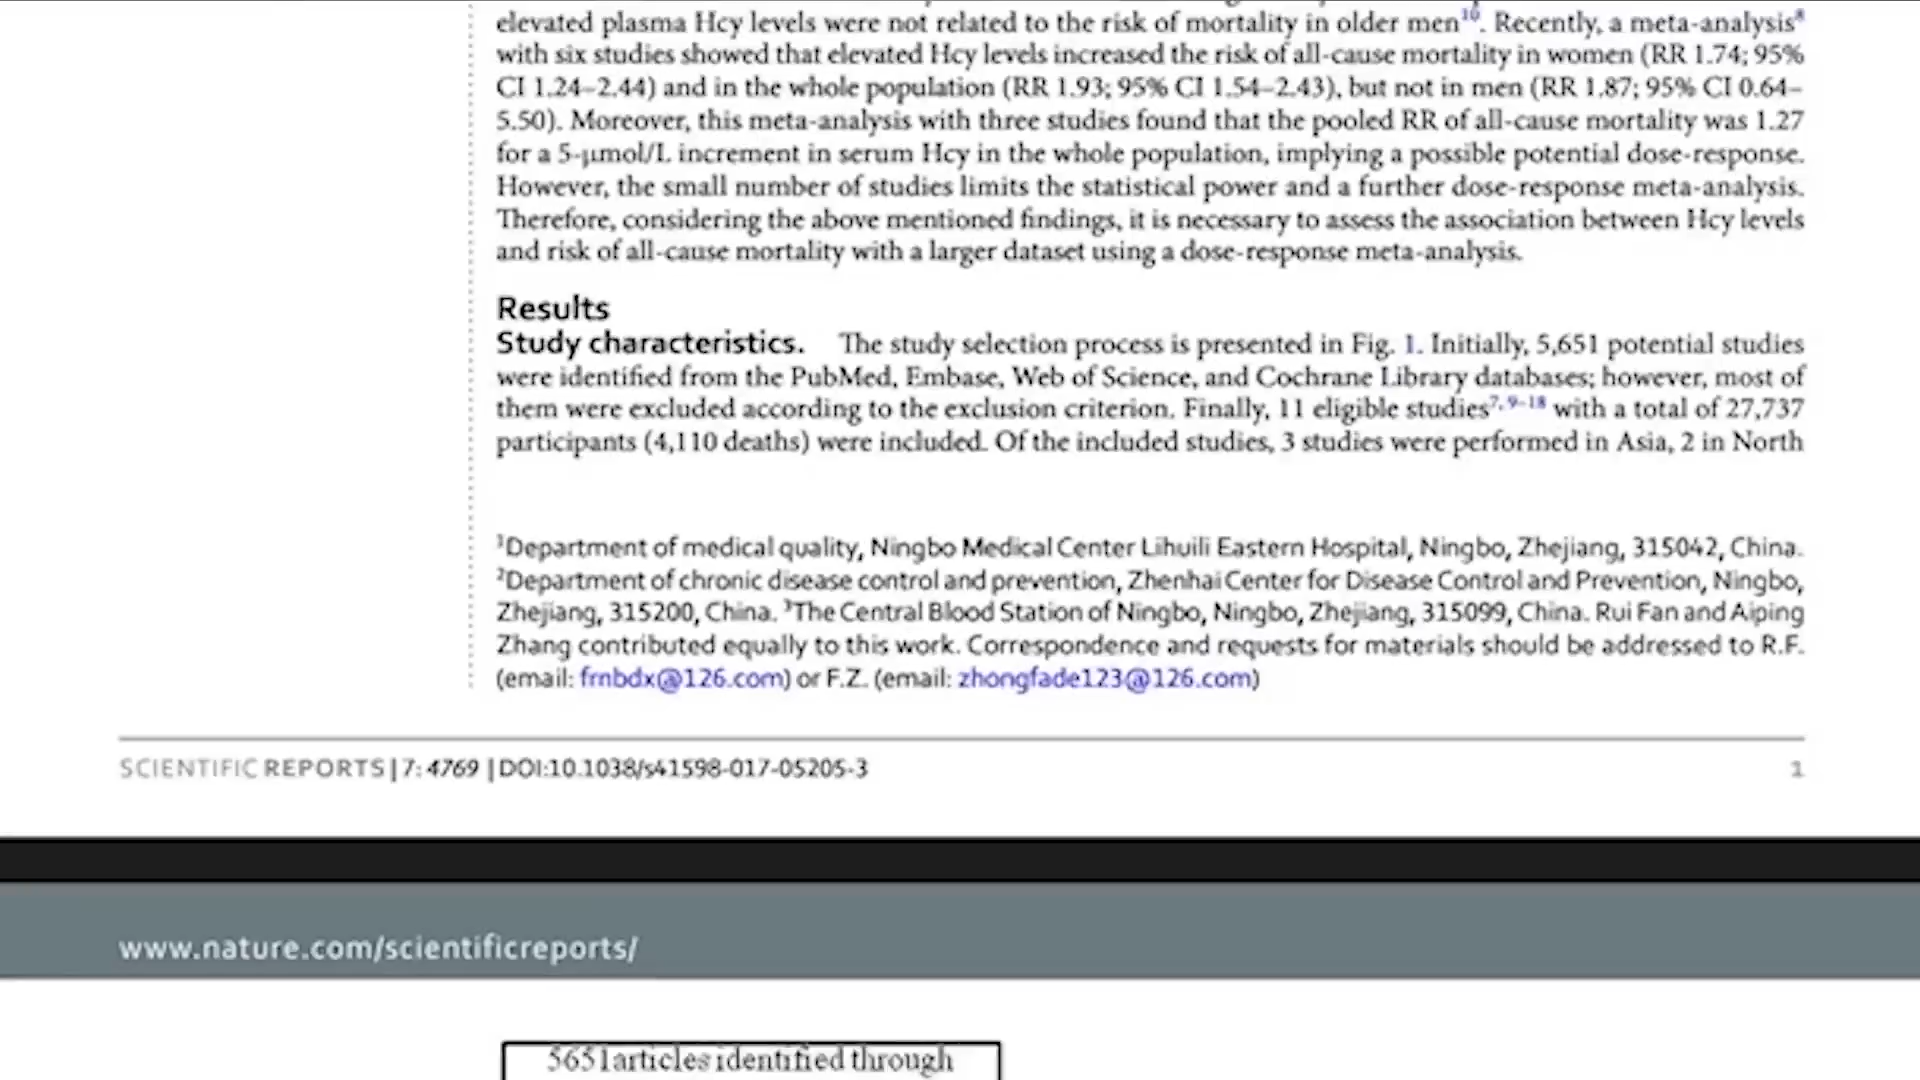 elevated plasma Hcy levels were not related to the risk of mortality in older men10. Recently, a meta-analysis8
with six studies showed that elevated Hcy levels increased the risk of all-cause mortality in women (RR 1.74; 95%
CI 1.24–2.44) and in the whole population (RR 1.93; 95% CI 1.54–2.43), but not in men (RR 1.87; 95% CI 0.64–
5.50). Moreover, this meta-analysis with three studies found that the pooled RR of all-cause mortality was 1.27
for a 5-μmol/L increment in serum Hcy in the whole population, implying a possible potential dose-response.
However, the small number of studies limits the statistical power and a further dose-response meta-analysis.
Therefore, considering the above mentioned findings, it is necessary to assess the association between Hcy levels
and risk of all-cause mortality with a larger dataset using a dose-response meta-analysis.
Results
Study characteristics. The study selection process is presented in Fig. 1. Initially, 5,651 potential studies
were identified from the PubMed, Embase, Web of Science, and Cochrane Library databases; however, most of
them were excluded according to the exclusion criterion. Finally, 11 eligible studies7, 9–18 with a total of 27,737
participants (4,110 deaths) were included. Of the included studies, 3 studies were performed in Asia, 2 in North
1Department of medical quality, Ningbo Medical Center Lihuili Eastern Hospital, Ningbo, Zhejiang, 315042, China.
2Department of chronic disease control and prevention, Zhenhai Center for Disease Control and Prevention, Ningbo,
Zhejiang, 315200, China. 3The Central Blood Station of Ningbo, Ningbo, Zhejiang, 315099, China. Rui Fan and Aiping
Zhang contributed equally to this work. Correspondence and requests for materials should be addressed to R.F.
(email: frnbdx@126.com) or F.Z. (email: zhongfade123@126.com)
SCIENTIFIC REPORTS | 7: 4769 | DOI:10.1038/s41598-017-05205-3 1
www.nature.com/scientificreports/
5651articles identified through